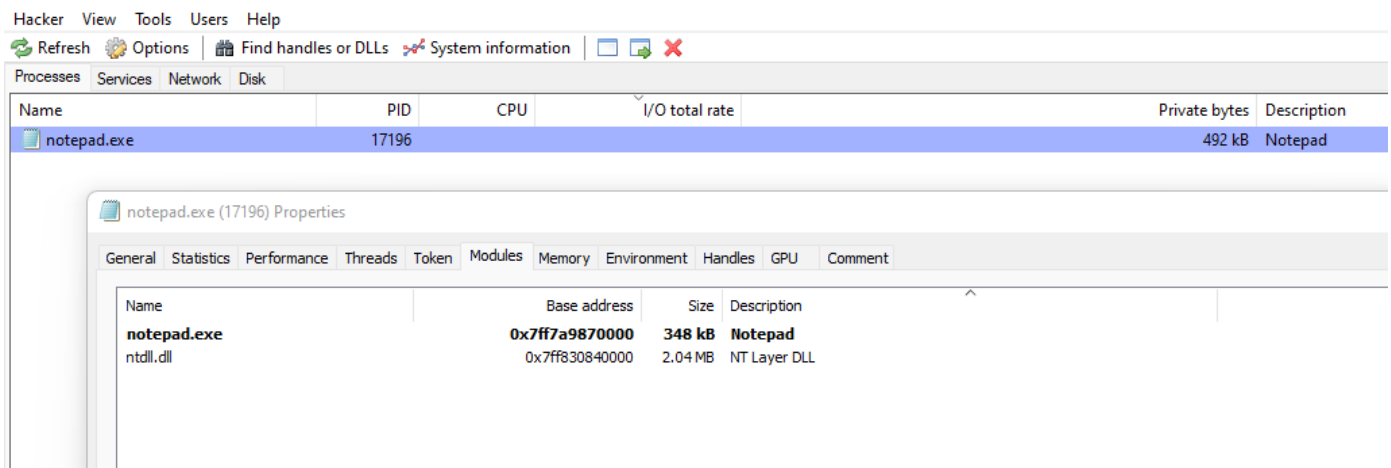 Hacker View Tools Users Help
Refresh Options Find handles or DLLs System information
Processes Services Network Disk
Name PID CPU I/O total rate Private bytes Description
notepad.exe 17196 492 kB Notepad
notepad.exe (17196) Properties
General Statistics Performance Threads Token Modules Memory Environment Handles GPU Comment
Name Base address Size Description
notepad.exe 0x7ff7a9870000 348 kB Notepad
ntdll.dll 0x7ff830840000 2.04 MB NT Layer DLL